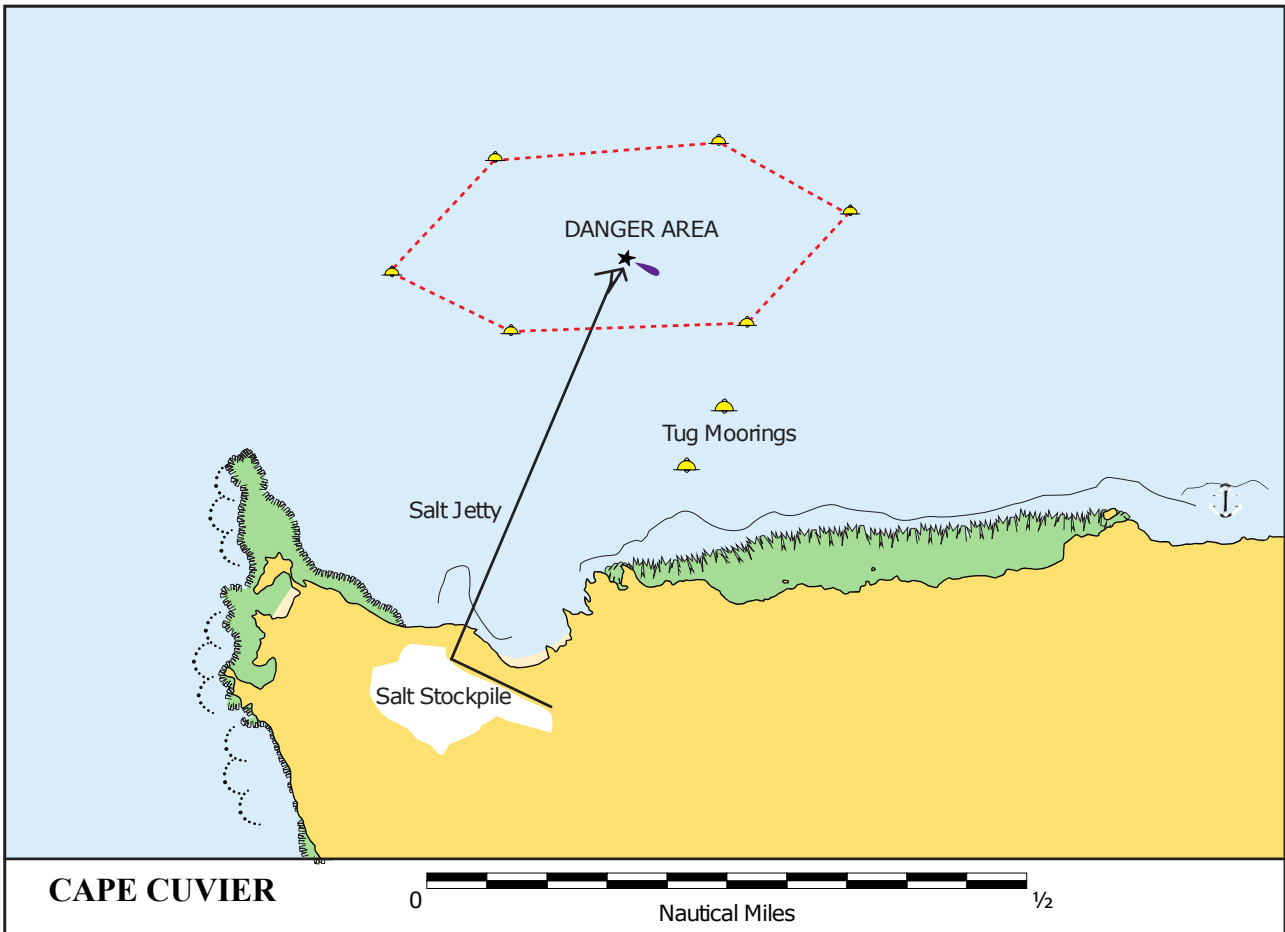 DANGER AREA
Tug Moorings
Salt Jetty
Salt Stockpile
CAPE CUVIER
0
½
Nautical Miles